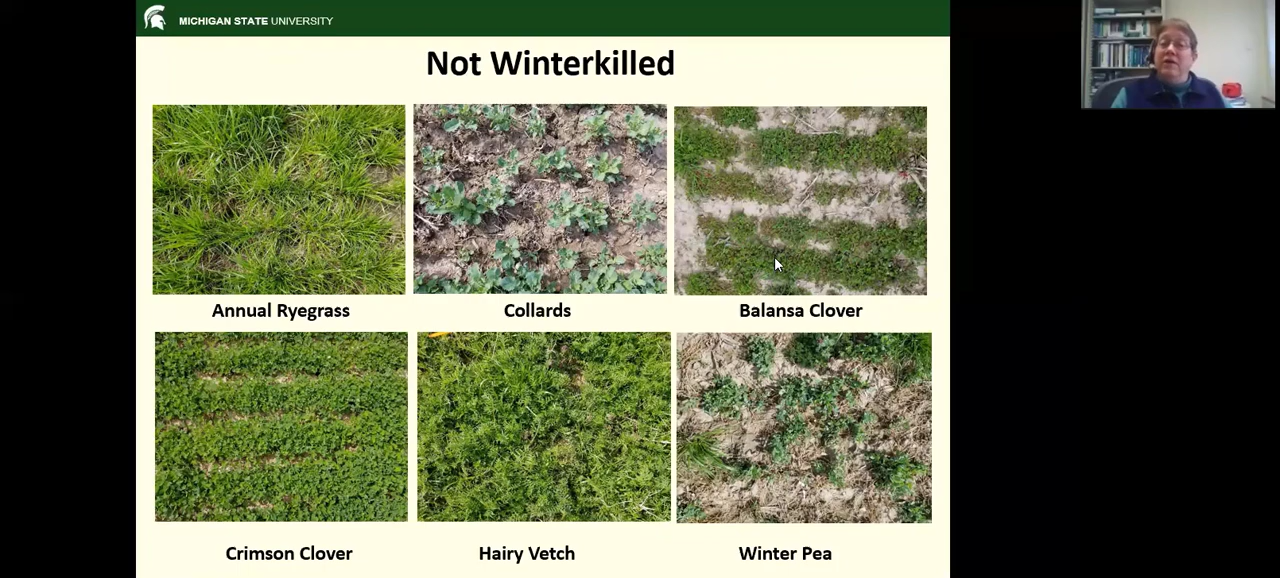 MICHIGAN STATE UNIVERSITY
Not Winterkilled
Annual Ryegrass
Collards
Balansa Clover
Crimson Clover
Hairy Vetch
Winter Pea